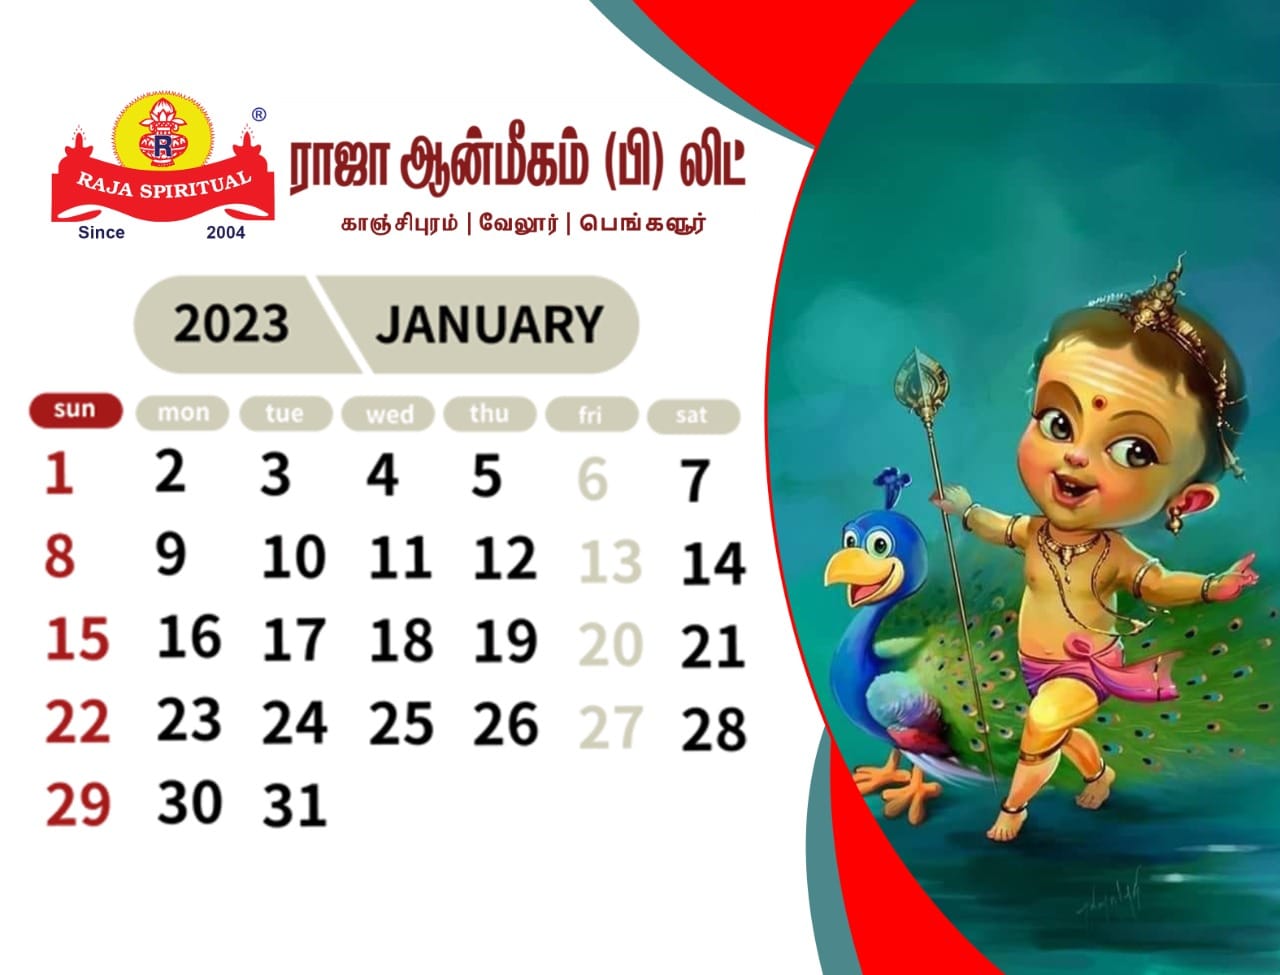 ®
R
RAJA SPIRITUAL
Since 2004
ராஜா ஆன்மீகம் (பி) லிட்
காஞ்சிபுரம் | வேலூர் | பெங்களூர்
2023 JANUARY
sun mon tue wed thu fri sat
1 2 3 4 5 6 7
8 9 10 11 12 13 14
15 16 17 18 19 20 21
22 23 24 25 26 27 28
29 30 31